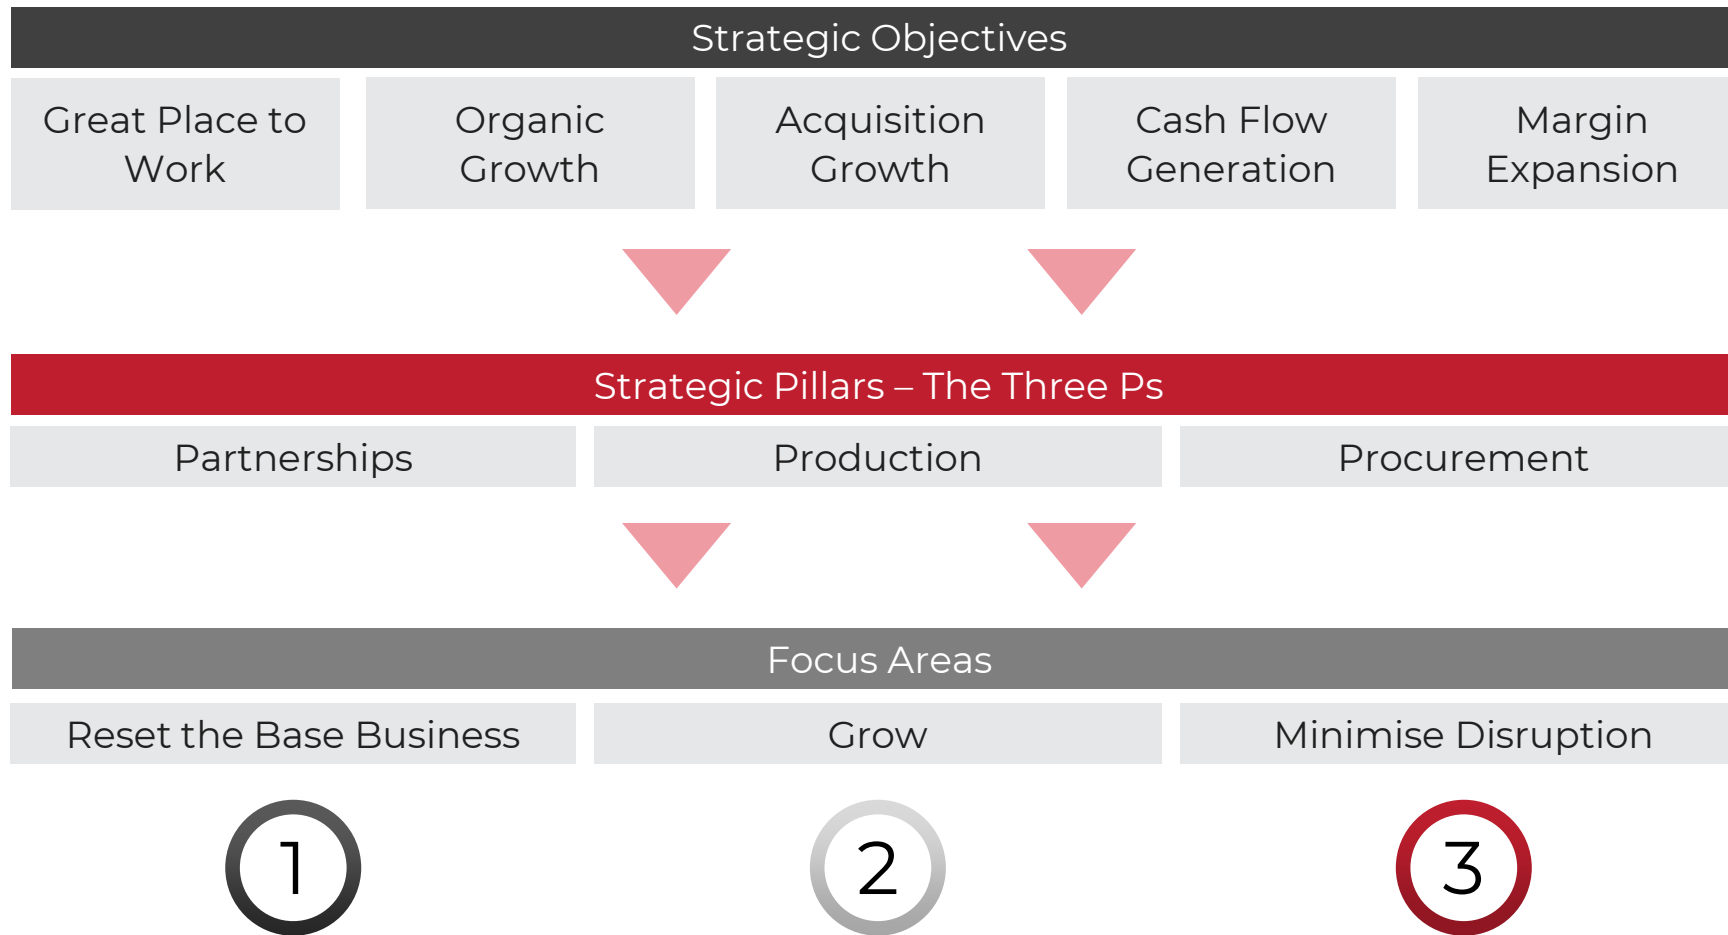 Strategic Objectives
Great Place to
Work
Organic
Growth
Acquisition
Growth
Cash Flow
Generation
Margin
Expansion
Strategic Pillars – The Three Ps
Partnerships
Production
Procurement
Focus Areas
Reset the Base Business
Grow
Minimise Disruption
1
2
3